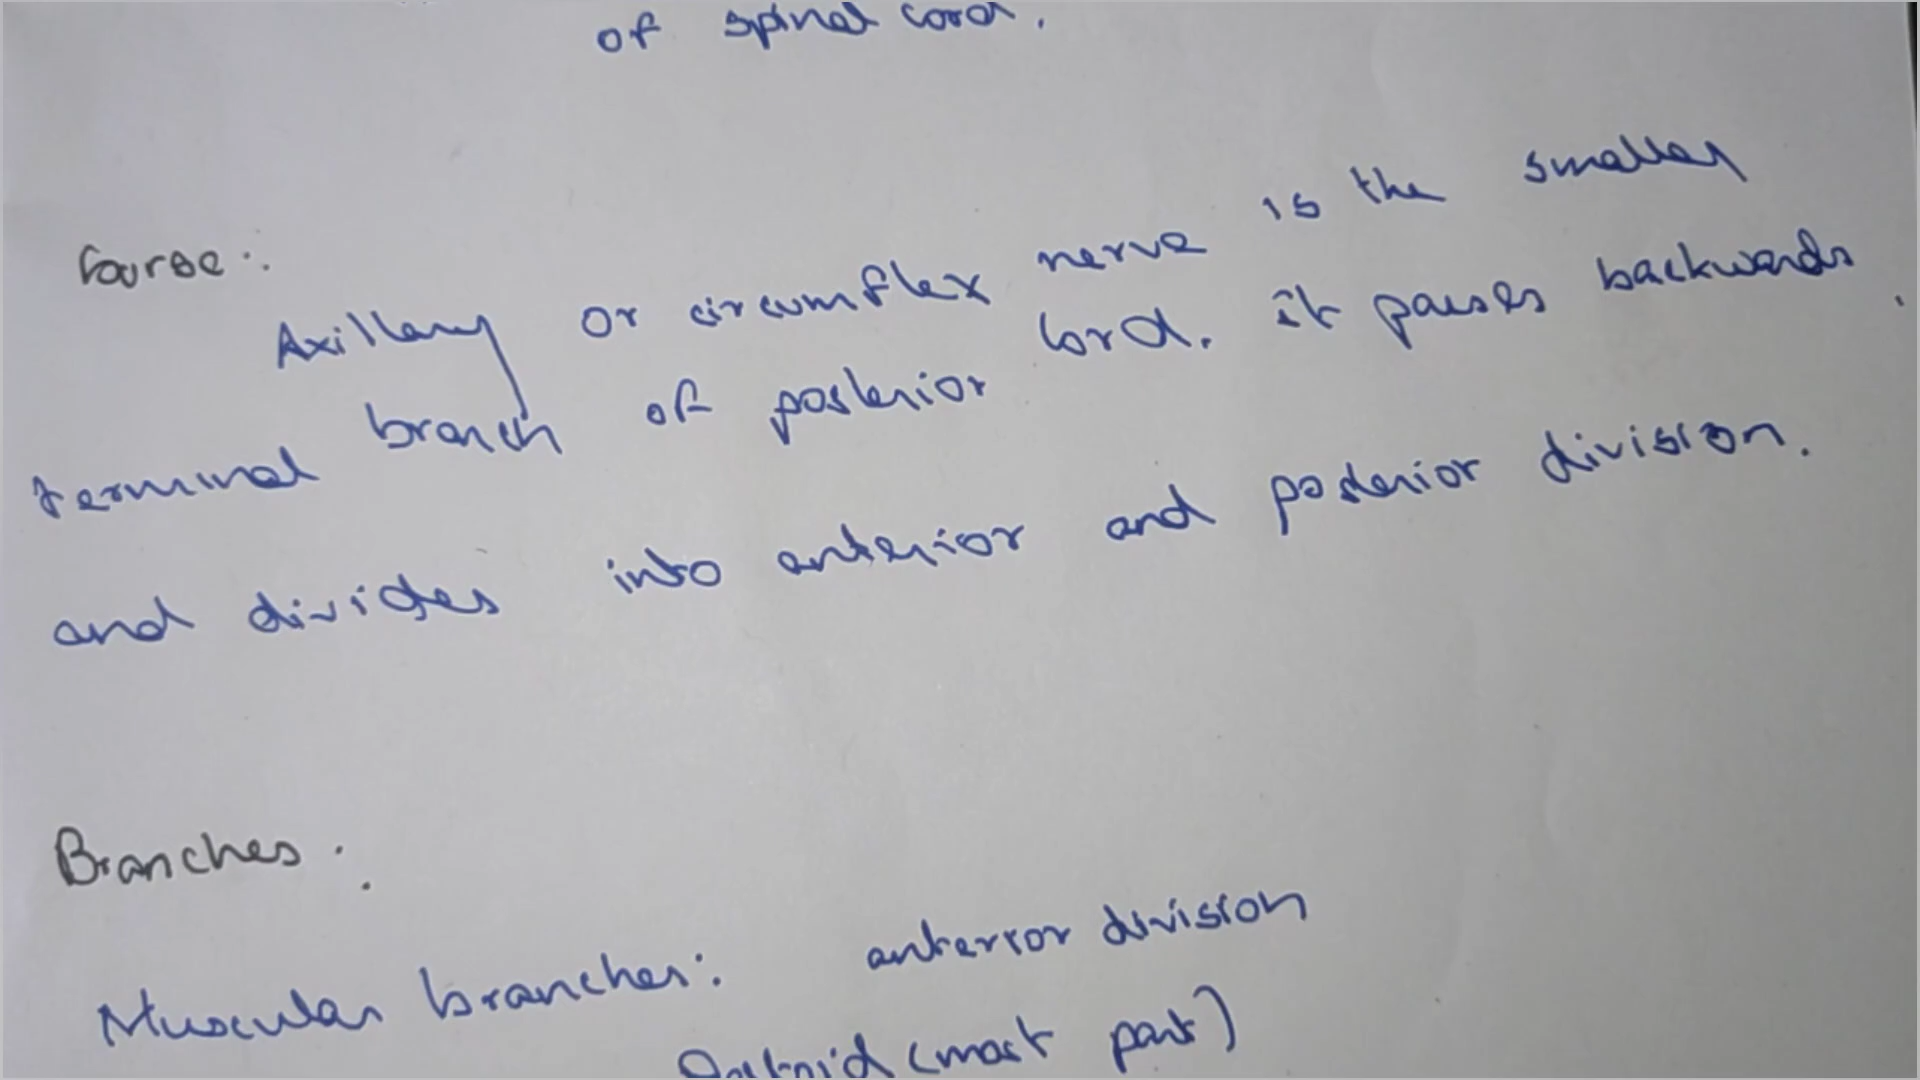 of spinal cord.
Course:
Axillary or circumflex nerve is the smaller
terminal branch of posterior cord. it passes backwards,
and divides into anterior and posterior division.
Branches:
Muscular branches: anterior division
Deltoid (most part)